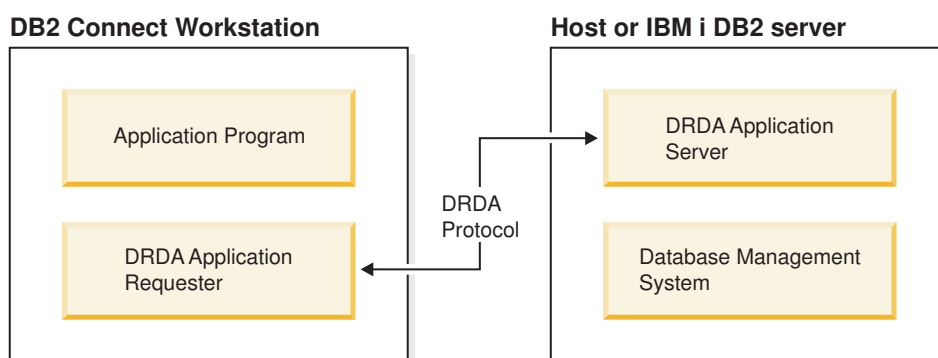 DB2 Connect Workstation
Host or IBM i DB2 server
Application Program
DRDA Application
Requester
DRDA
Protocol
DRDA Application
Server
Database Management
System